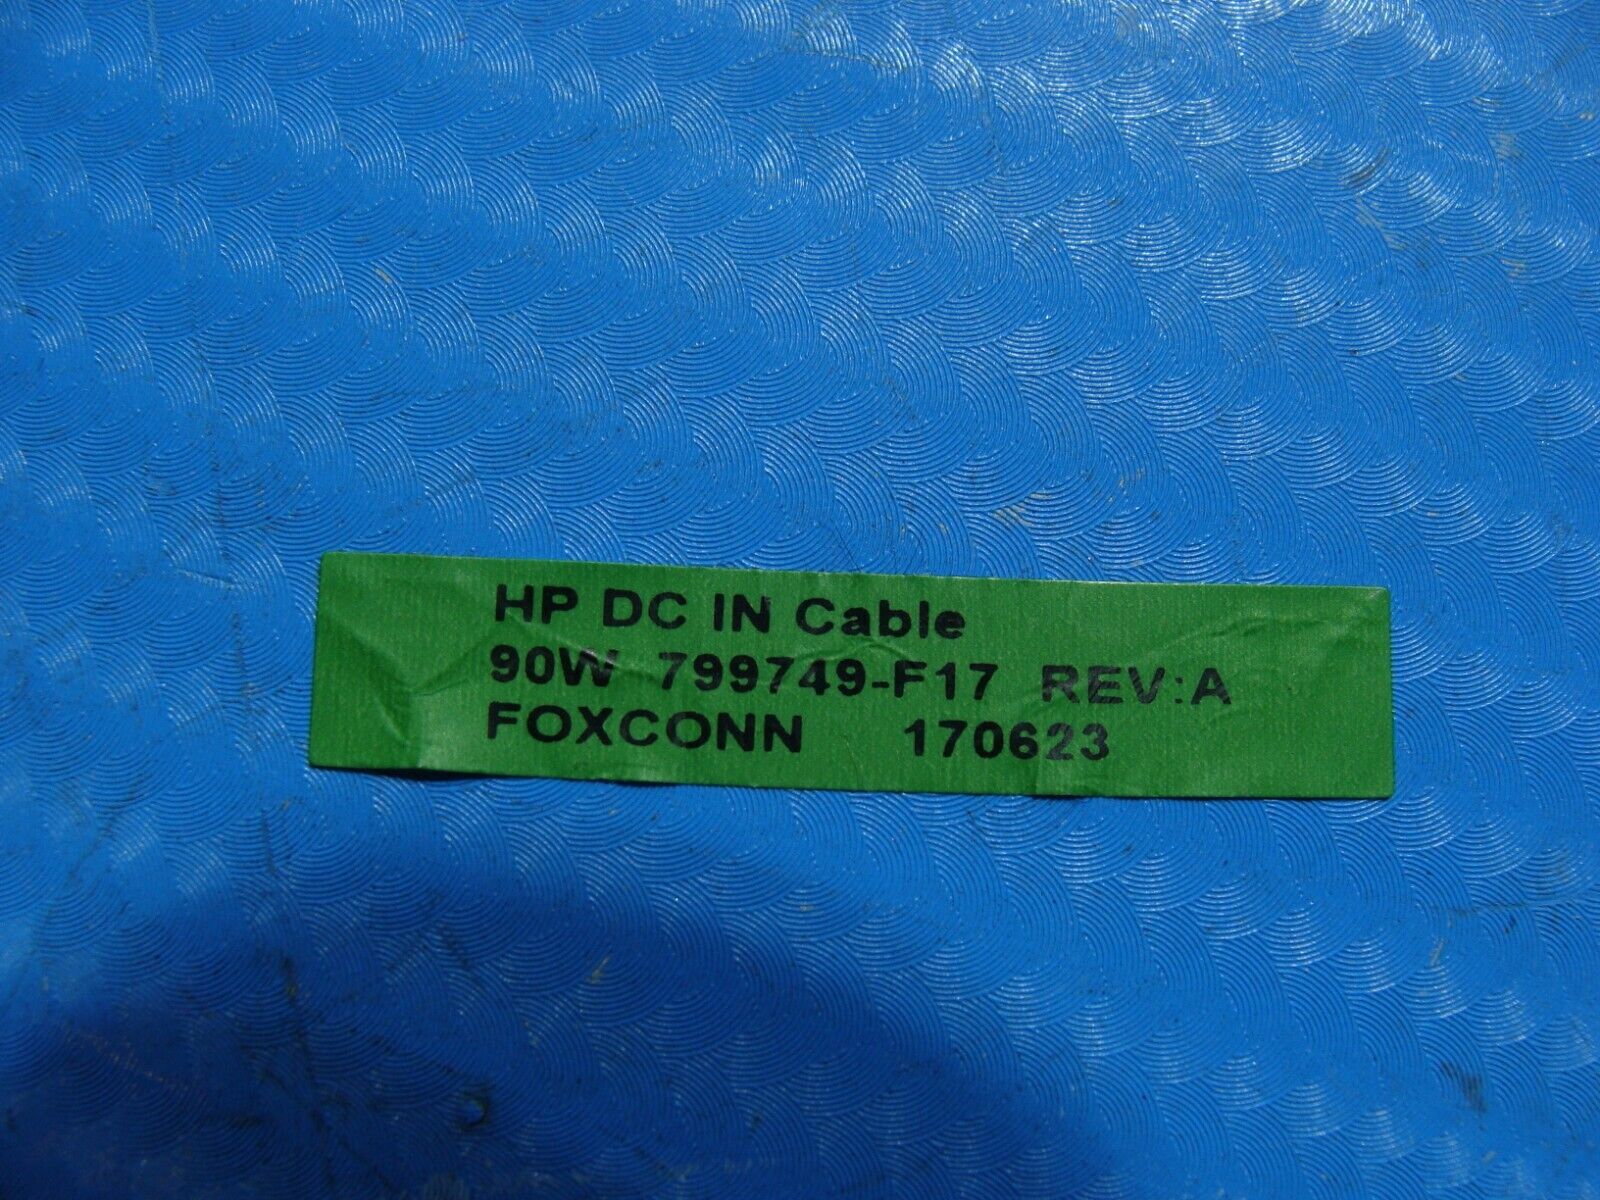 HP DC IN Cable
90W 799749-F17 REV:A
FOXCONN 170623